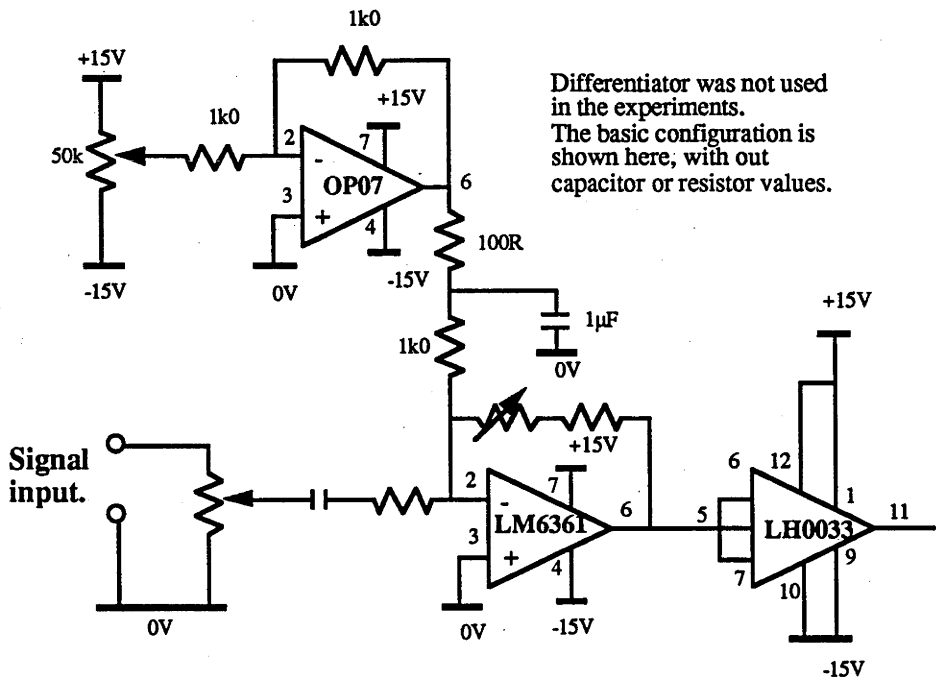 1k0
+15V
Differentiator was not used
in the experiments.
The basic configuration is
shown here, with out
capacitor or resistor values.
+15V
1k0
50k
2
7
-
OP07
6
3
+
4
100R
-15V
0V
-15V
1k0
1µF
0V
+15V
+15V
Signal
input.
2
7
-
LM6361
6
3
+
4
0V
-15V
0V
6
12
1
5
LH0033
11
7
9
10
-15V